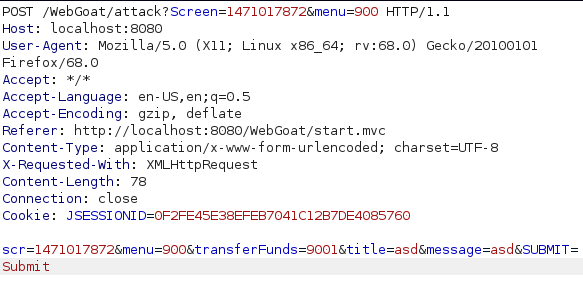 POST /WebGoat/attack?Screen=1471017872&menu=900 HTTP/1.1
Host: localhost:8080
User-Agent: Mozilla/5.0 (X11; Linux x86_64; rv:68.0) Gecko/20100101
Firefox/68.0
Accept: */*
Accept-Language: en-US,en;q=0.5
Accept-Encoding: gzip, deflate
Referer: http://localhost:8080/WebGoat/start.mvc
Content-Type: application/x-www-form-urlencoded; charset=UTF-8
X-Requested-With: XMLHttpRequest
Content-Length: 78
Connection: close
Cookie: JSESSIONID=0F2FE45E38EFEB7041C12B7DE4085760
scr=1471017872&menu=900&transferFunds=9001&title=asd&message=asd&SUBMIT=
Submit